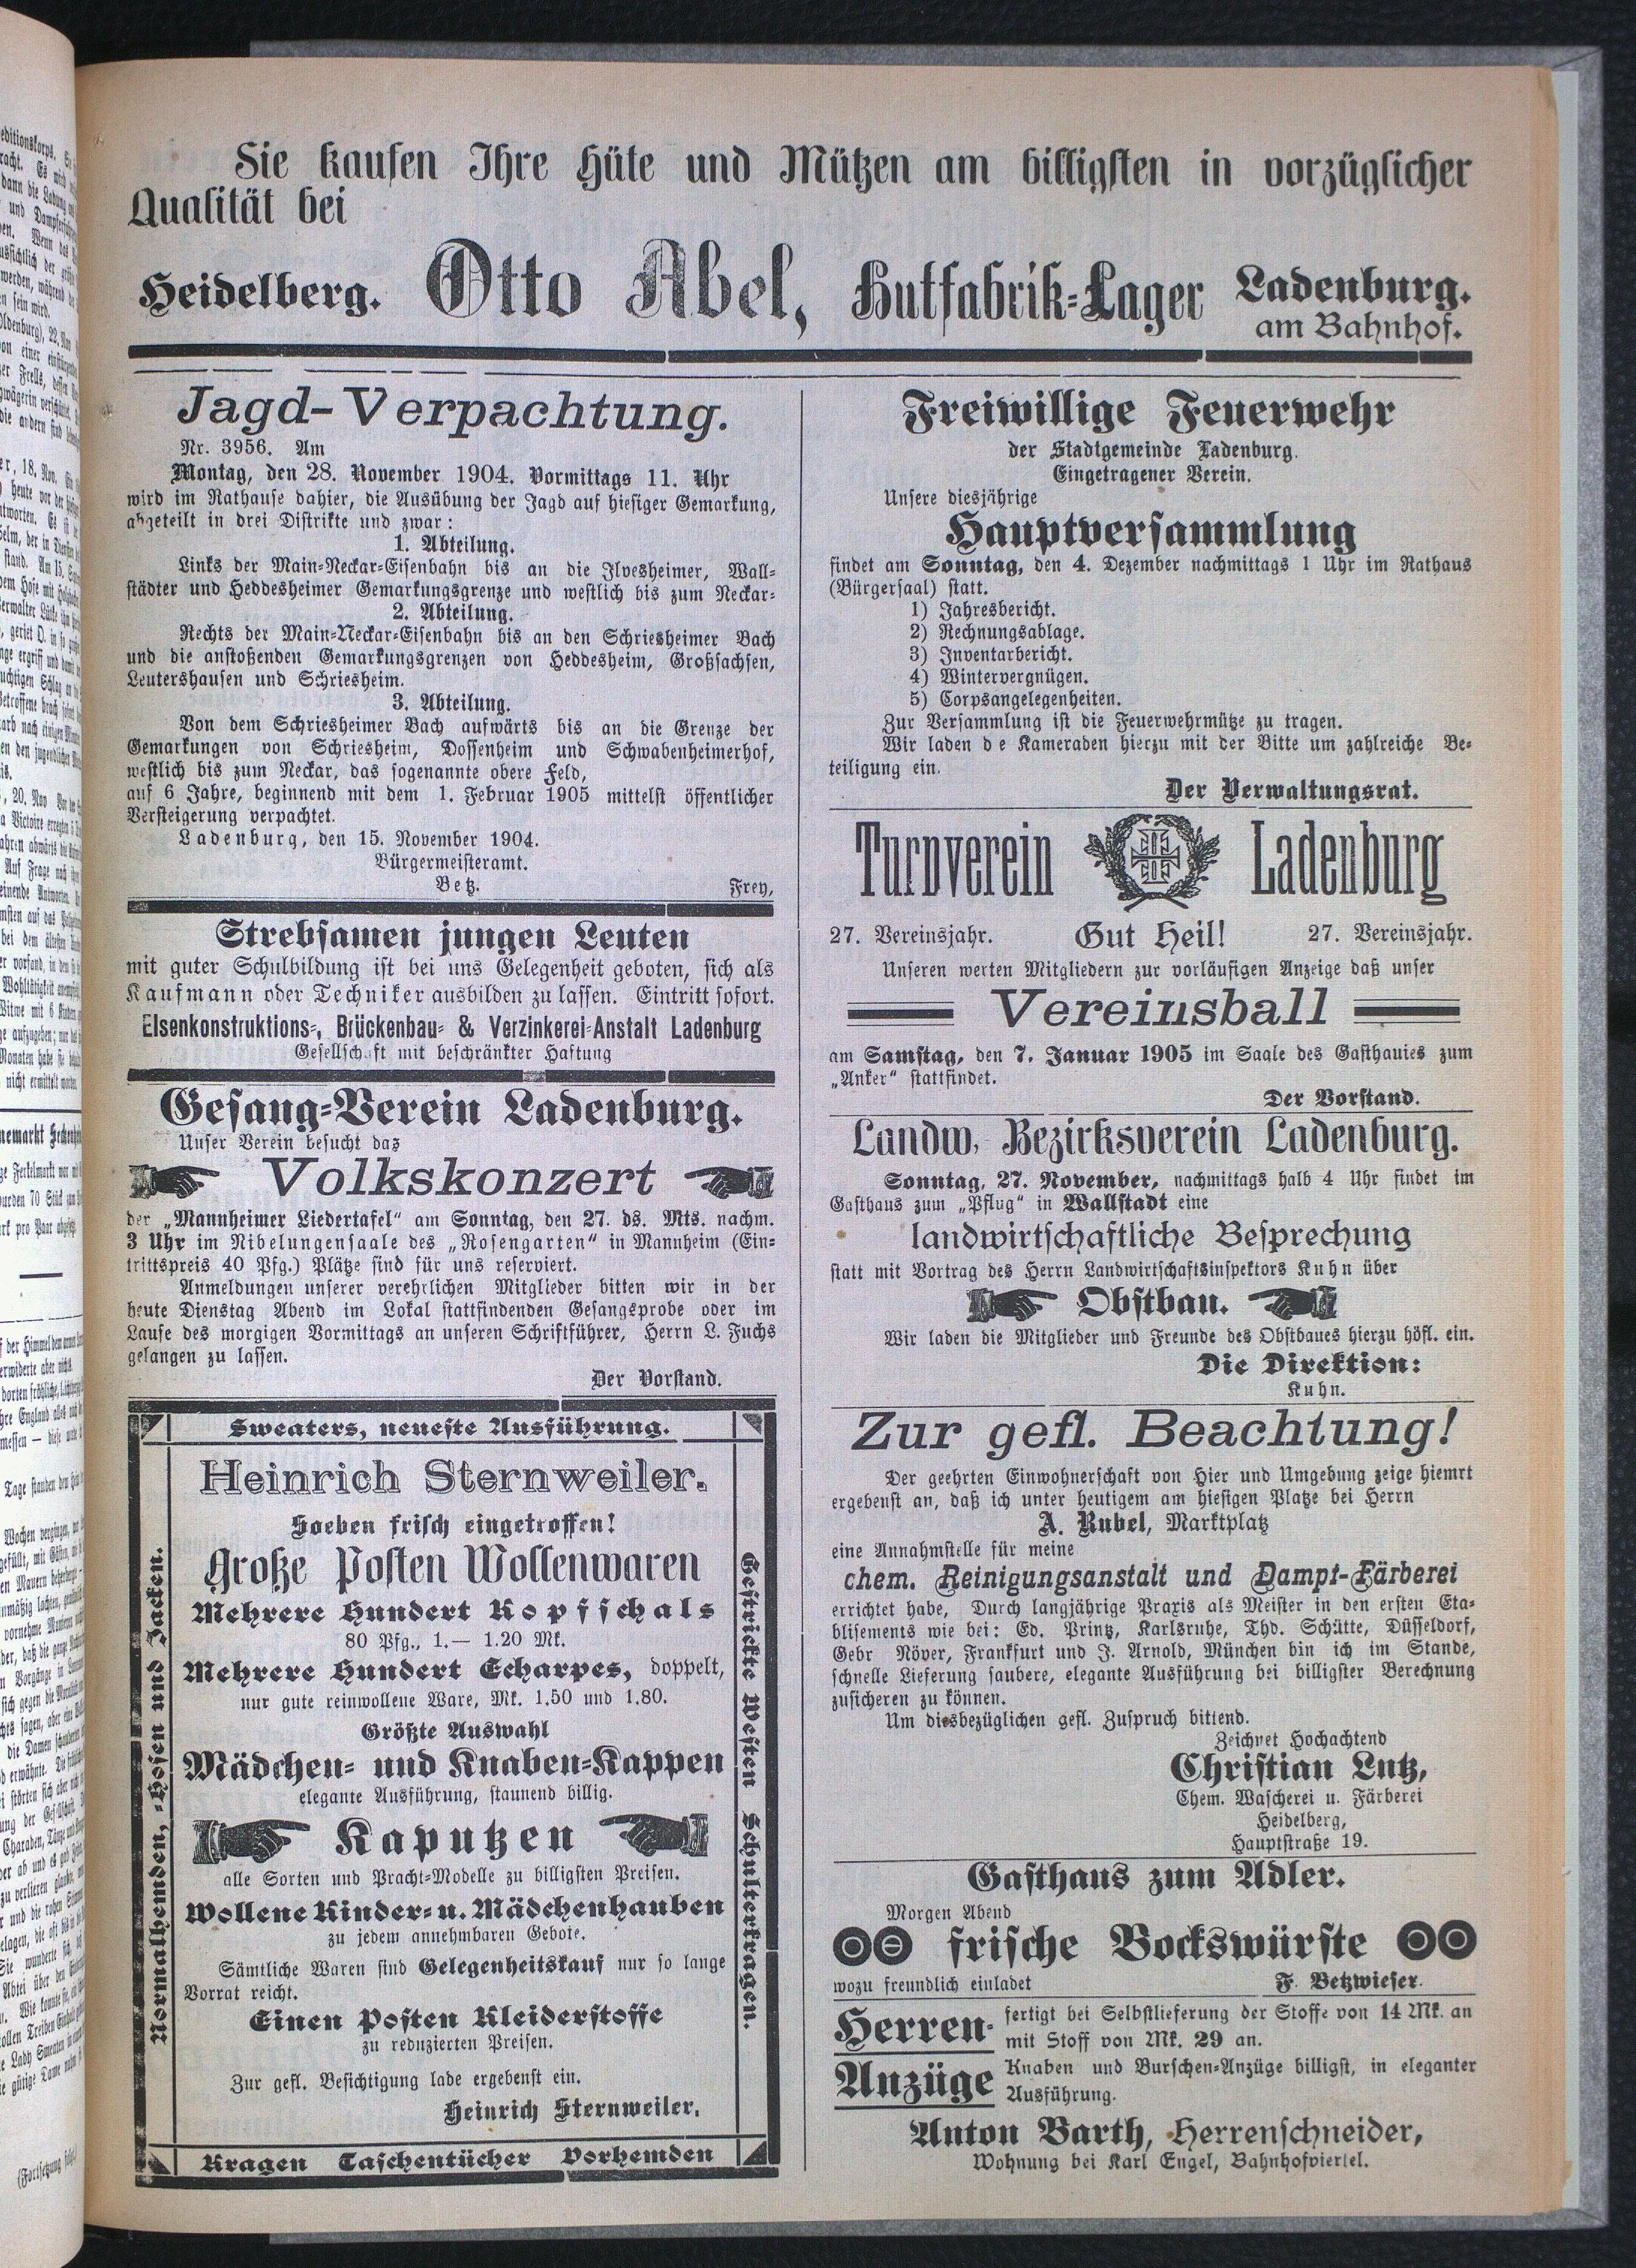 Sie kaufen Ihre Hüte und Mützen am billigsten in vorzüglicher
Qualität bei
Heidelberg. Otto Abel, Hutfabrik-Lager Ladenburg.
am Bahnhof.
Jagd-Verpachtung.
Nr. 3956. Am
Montag, den 28. November 1904. Vormittags 11. Uhr
wird im Rathause dahier, die Ausübung der Jagd auf hiesiger Gemarkung,
abgeteilt in drei Distrikte und zwar:
1. Abteilung.
Links der Main-Neckar-Eisenbahn bis an die Ilvesheimer, Wall-
städter und Heddesheimer Gemarkungsgrenze und westlich bis zum Neckar-
2. Abteilung.
Rechts der Main-Neckar-Eisenbahn bis an den Schriesheimer Bach
und die anstoßenden Gemarkungsgrenzen von Heddesheim, Großsachsen,
Leutershausen und Schriesheim.
3. Abteilung.
Von dem Schriesheimer Bach aufwärts bis an die Grenze der
Gemarkungen von Schriesheim, Dossenheim und Schwabenheimerhof,
westlich bis zum Neckar, das sogenannte obere Feld,
auf 6 Jahre, beginnend mit dem 1. Februar 1905 mittelst öffentlicher
Versteigerung verpachtet.
Ladenburg, den 15. November 1904.
Bürgermeisteramt.
Betz. Frey,
Strebsamen jungen Leuten
mit guter Schulbildung ist bei uns Gelegenheit geboten, sich als
Kaufmann oder Techniker ausbilden zu lassen. Eintritt sofort.
Eisenkonstruktions-, Brückenbau- & Verzinkerei-Anstalt Ladenburg
Gesellschaft mit beschränkter Haftung
Gesang-Verein Ladenburg.
Unser Verein besucht das
Volkskonzert
der „Mannheimer Liedertafel“ am Sonntag, den 27. ds. Mts. nachm.
3 Uhr im Nibelungensaale des „Rosengarten“ in Mannheim (Ein-
trittspreis 40 Pfg.) Plätze sind für uns reserviert.
Anmeldungen unserer verehrlichen Mitglieder bitten wir in der
heute Dienstag Abend im Lokal stattfindenden Gesangsprobe oder im
Laufe des morgigen Vormittags an unseren Schriftführer, Herrn L. Fuchs
gelangen zu lassen.
Der Vorstand.
Sweaters, neueste Ausführung.
Normalhemden, -Hosen und Jacken.
Heinrich Sternweiler.
Soeben frisch eingetroffen!
Große Posten Wollenwaren
Mehrere Hundert Kopfschals
80 Pfg., 1.— 1.20 Mk.
Mehrere Hundert Echarpes, doppelt,
nur gute reinwollene Ware, Mk. 1.50 und 1.80.
Größte Auswahl
Mädchen- und Knaben-Kappen
elegante Ausführung, staunend billig.
Kaputzen
alle Sorten und Pracht-Modelle zu billigsten Preisen.
Wollene Kinder- u. Mädchenhauben
zu jedem annehmbaren Gebote.
Sämtliche Waren sind Gelegenheitskauf nur so lange
Vorrat reicht.
Einen Posten Kleiderstoffe
zu reduzierten Preisen.
Zur gefl. Besichtigung lade ergebenst ein.
Heinrich Sternweiler.
Gestrickte Westen Schulterkragen.
Kragen Taschentücher Vorhemden
Freiwillige Feuerwehr
der Stadtgemeinde Ladenburg.
Eingetragener Verein.
Unsere diesjährige
Hauptversammlung
findet am Sonntag, den 4. Dezember nachmittags 1 Uhr im Rathaus
(Bürgersaal) statt.
1) Jahresbericht.
2) Rechnungsablage.
3) Inventarbericht.
4) Wintervergnügen.
5) Corpsangelegenheiten.
Zur Versammlung ist die Feuerwehrmütze zu tragen.
Wir laden d e Kameraden hierzu mit der Bitte um zahlreiche Be-
teiligung ein.
Der Verwaltungsrat.
Turnverein Ladenburg
27. Vereinsjahr. Gut Heil! 27. Vereinsjahr.
Unseren werten Mitgliedern zur vorläufigen Anzeige daß unser
Vereinsball
am Samstag, den 7. Januar 1905 im Saale des Gasthauies zum
„Anker“ stattfindet.
Der Vorstand.
Landw. Bezirksverein Ladenburg.
Sonntag, 27. November, nachmittags halb 4 Uhr findet im
Gasthaus zum „Pflug“ in Wallstadt eine
landwirtschaftliche Besprechung
statt mit Vortrag des Herrn Landwirtschaftsinspektors Kuhn über
Obstbau.
Wir laden die Mitglieder und Freunde des Obstbaues hierzu höfl. ein.
Die Direktion:
Kuhn.
Zur gefl. Beachtung!
Der geehrten Einwohnerschaft von Hier und Umgebung zeige hiemrt
ergebenst an, daß ich unter heutigem am hiesigen Platze bei Herrn
A. Rubel, Marktplatz
eine Annahmstelle für meine
chem. Reinigungsanstalt und Dampf-Färberei
errichtet habe, Durch langjährige Praxis als Meister in den ersten Eta-
blisements wie bei: Ed. Printz, Karlsruhe, Thd. Schütte, Düsseldorf,
Gebr Röver, Frankfurt und J. Arnold, München bin ich im Stande,
schnelle Lieferung saubere, elegante Ausführung bei billigster Berechnung
zusicheren zu können.
Um diesbezüglichen gefl. Zuspruch bittend.
Zeichnet Hochachtend
Christian Lutz,
Chem. Wascherei u. Färberei
Heidelberg,
Hauptstraße 19.
Gasthaus zum Adler.
Morgen Abend
frische Bockswürste
wozu freundlich einladet F. Betzwieser.
Herren-
Anzüge
fertigt bei Selbstlieferung der Stoffe von 14 Mk. an
mit Stoff von Mk. 29 an.
Knaben und Burschen-Anzüge billigst, in eleganter
Ausführung.
Anton Barth, Herrenschneider,
Wohnung bei Karl Engel, Bahnhofviertel.